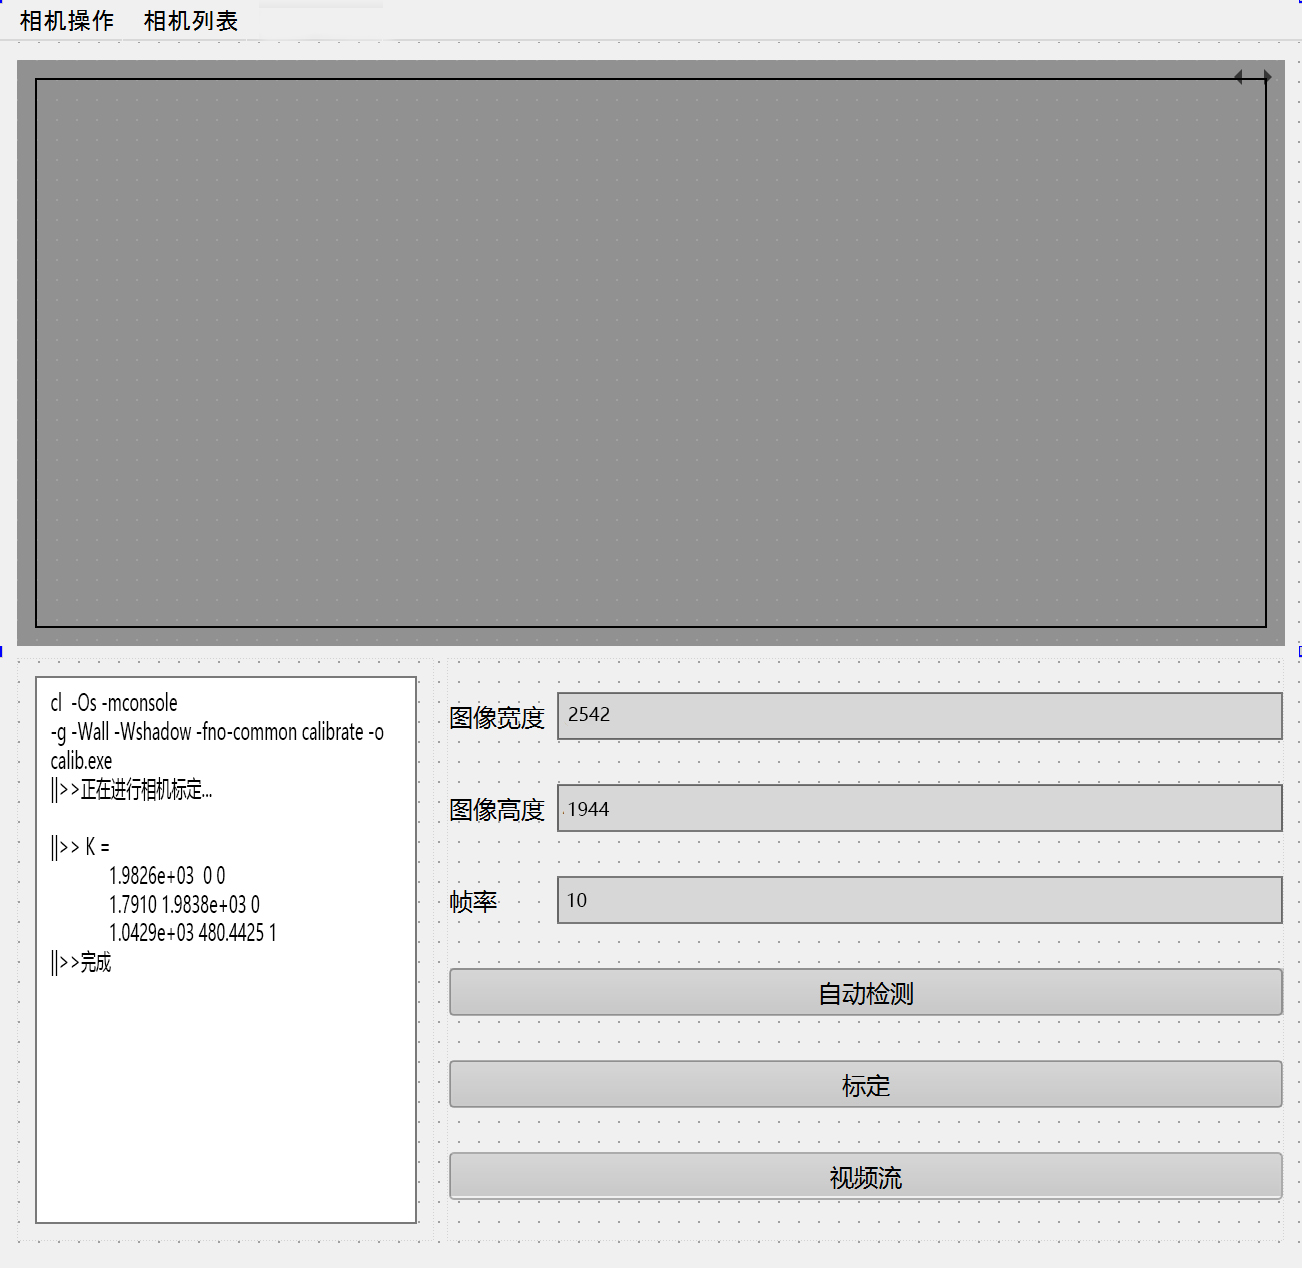 相机操作 相机列表
cl -Os -mconsole
-g -Wall -Wshadow -fno-common calibrate -o
calib.exe
||>>正在进行相机标定...
||>> K =
1.9826e+03 0 0
1.7910 1.9838e+03 0
1.0429e+03 480.4425 1
||>>完成
图像宽度 2542
图像高度 1944
帧率 10
自动检测
标定
视频流